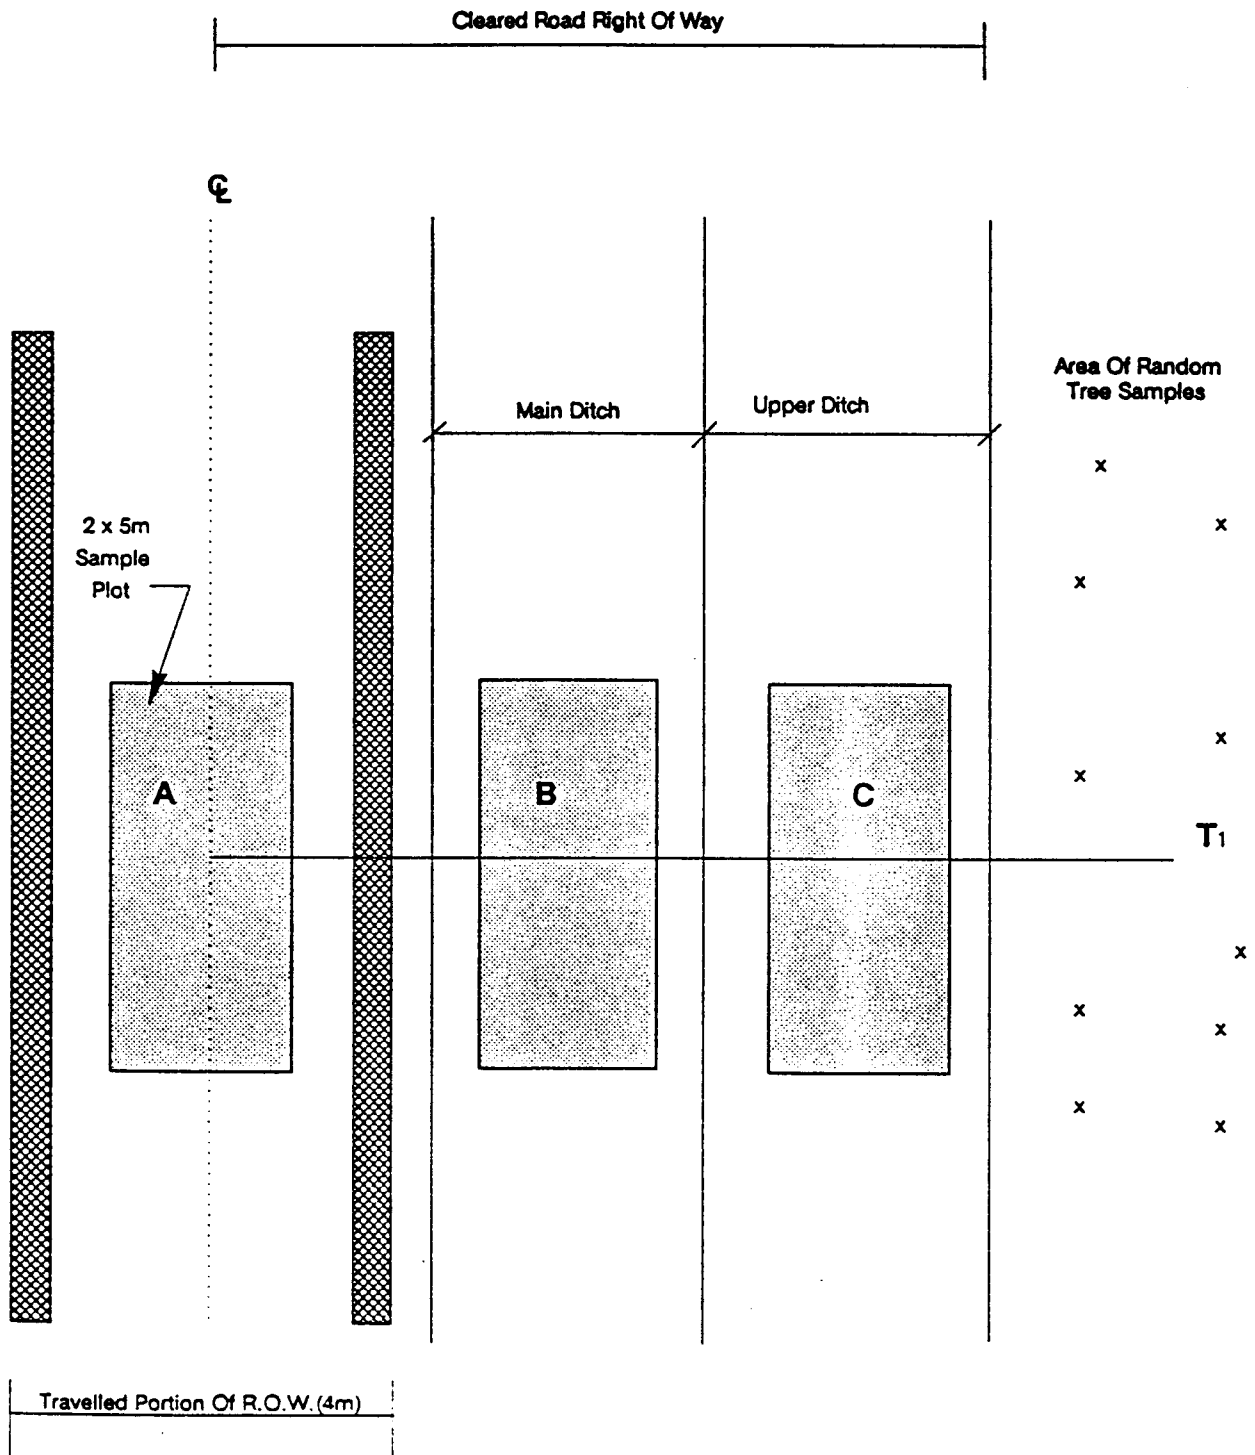 Cleared Road Right Of Way
℄
Area Of Random
Tree Samples
Main Ditch
Upper Ditch
x
x
2 x 5m
Sample
Plot
x
x
x
A
B
C
T1
x
x
x
x
x
Travelled Portion Of R.O.W. (4m)